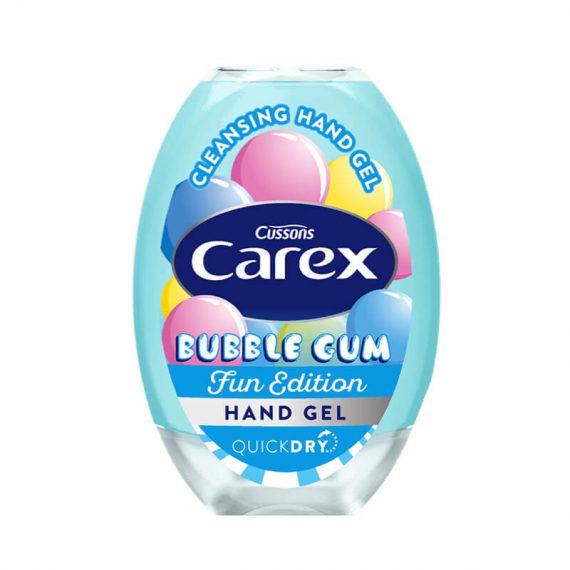 CLEANSING HAND GEL
Cussons
Carex
BUBBLE GUM
Fun Edition
HAND GEL
QUICKDRY